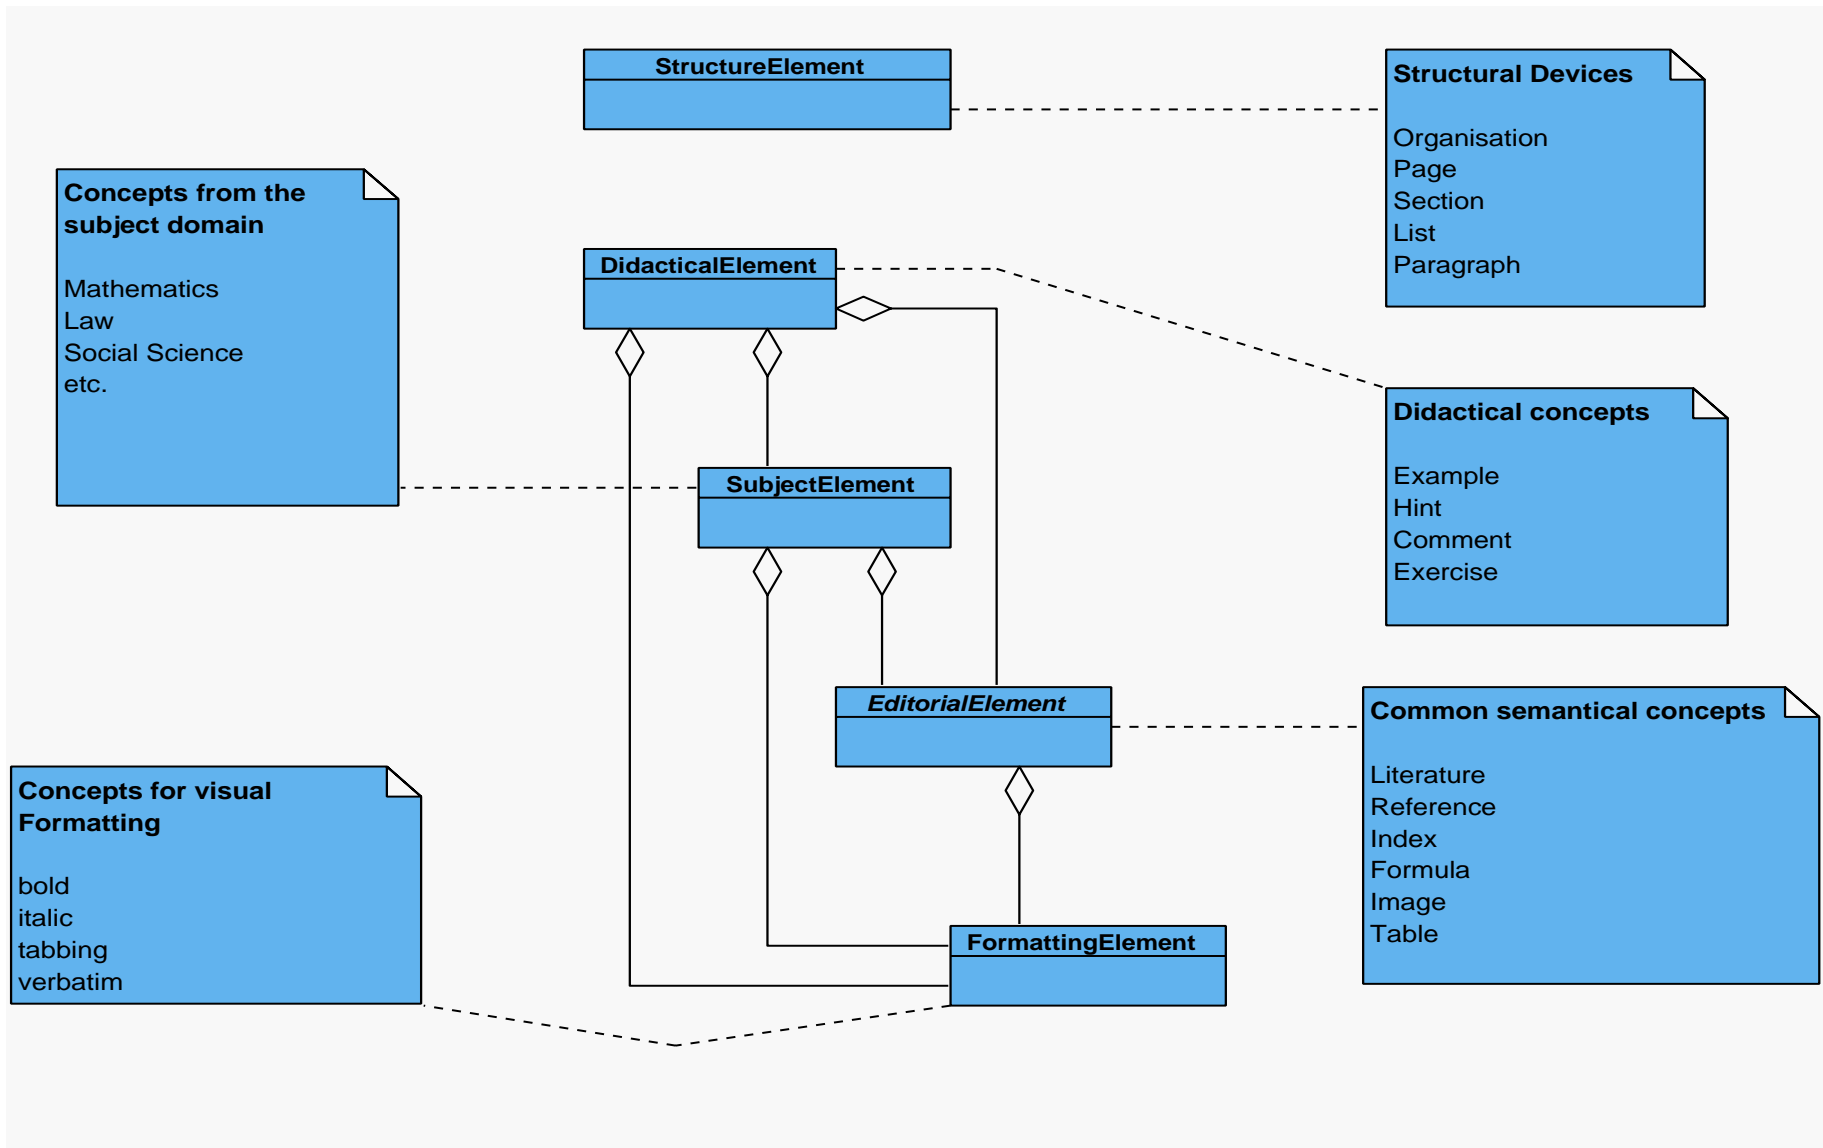 StructureElement
Structural Devices
Organisation
Page
Section
List
Paragraph
Concepts from the
subject domain
Mathematics
Law
Social Science
etc.
DidacticalElement
Didactical concepts
Example
Hint
Comment
Exercise
SubjectElement
EditorialElement
Common semantical concepts
Literature
Reference
Index
Formula
Image
Table
Concepts for visual
Formatting
bold
italic
tabbing
verbatim
FormattingElement